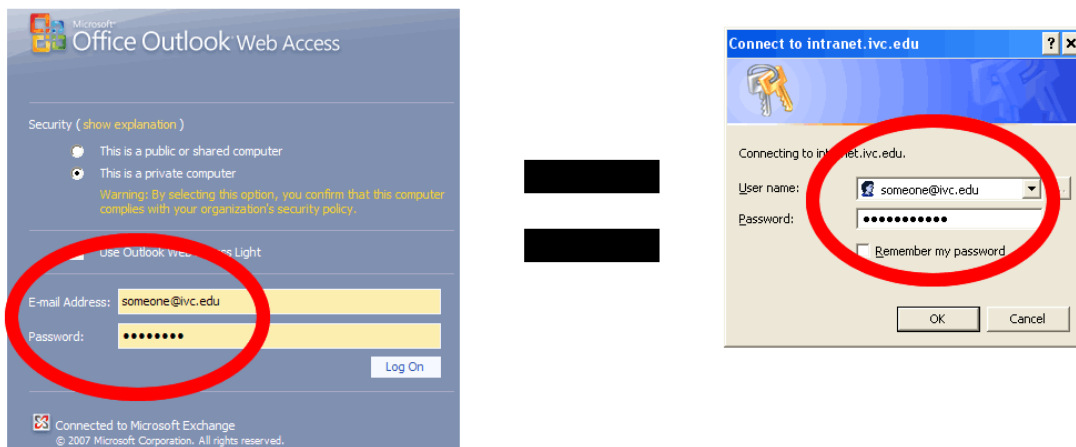 Microsoft
Office Outlook Web Access
Security ( show explanation )
This is a public or shared computer
This is a private computer
Warning: By selecting this option, you confirm that this computer
complies with your organization's security policy.
Use Outlook Web Access Light
E-mail Address: someone@ivc.edu
Password: ••••••••
Log On
Connected to Microsoft Exchange
© 2007 Microsoft Corporation. All rights reserved.
Connect to intranet.ivc.edu
Connecting to intranet.ivc.edu.
User name: someone@ivc.edu
Password: •••••••••••
Remember my password
OK Cancel